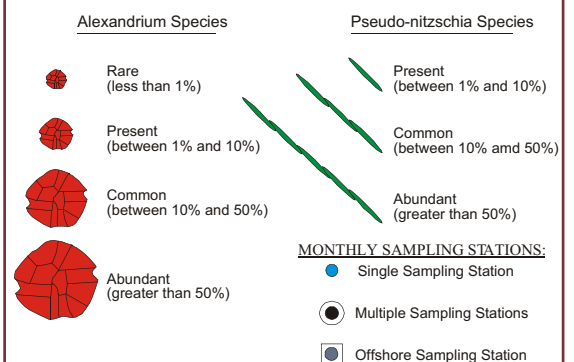 Alexandrium Species
Rare
(less than 1%)
Present
(between 1% and 10%)
Common
(between 10% and 50%)
Abundant
(greater than 50%)
Pseudo-nitzschia Species
Present
(between 1% and 10%)
Common
(between 10% amd 50%)
Abundant
(greater than 50%)
MONTHLY SAMPLING STATIONS:
Single Sampling Station
Multiple Sampling Stations
Offshore Sampling Station